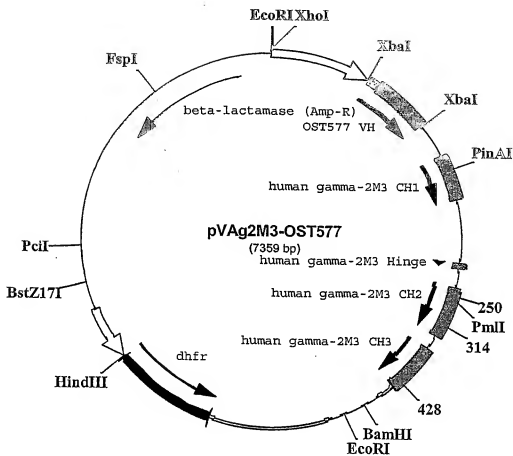 EcoRI XhoI
XbaI
FspI
XbaI
beta-lactamase (Amp-R)
OST577 VH
PinAI
human gamma-2M3 CH1
pVAg2M3-OST577
(7359 bp)
PciI
human gamma-2M3 Hinge
BstZ17I
human gamma-2M3 CH2
250
PmlI
314
human gamma-2M3 CH3
dhfr
HindIII
428
BamHI
EcoRI